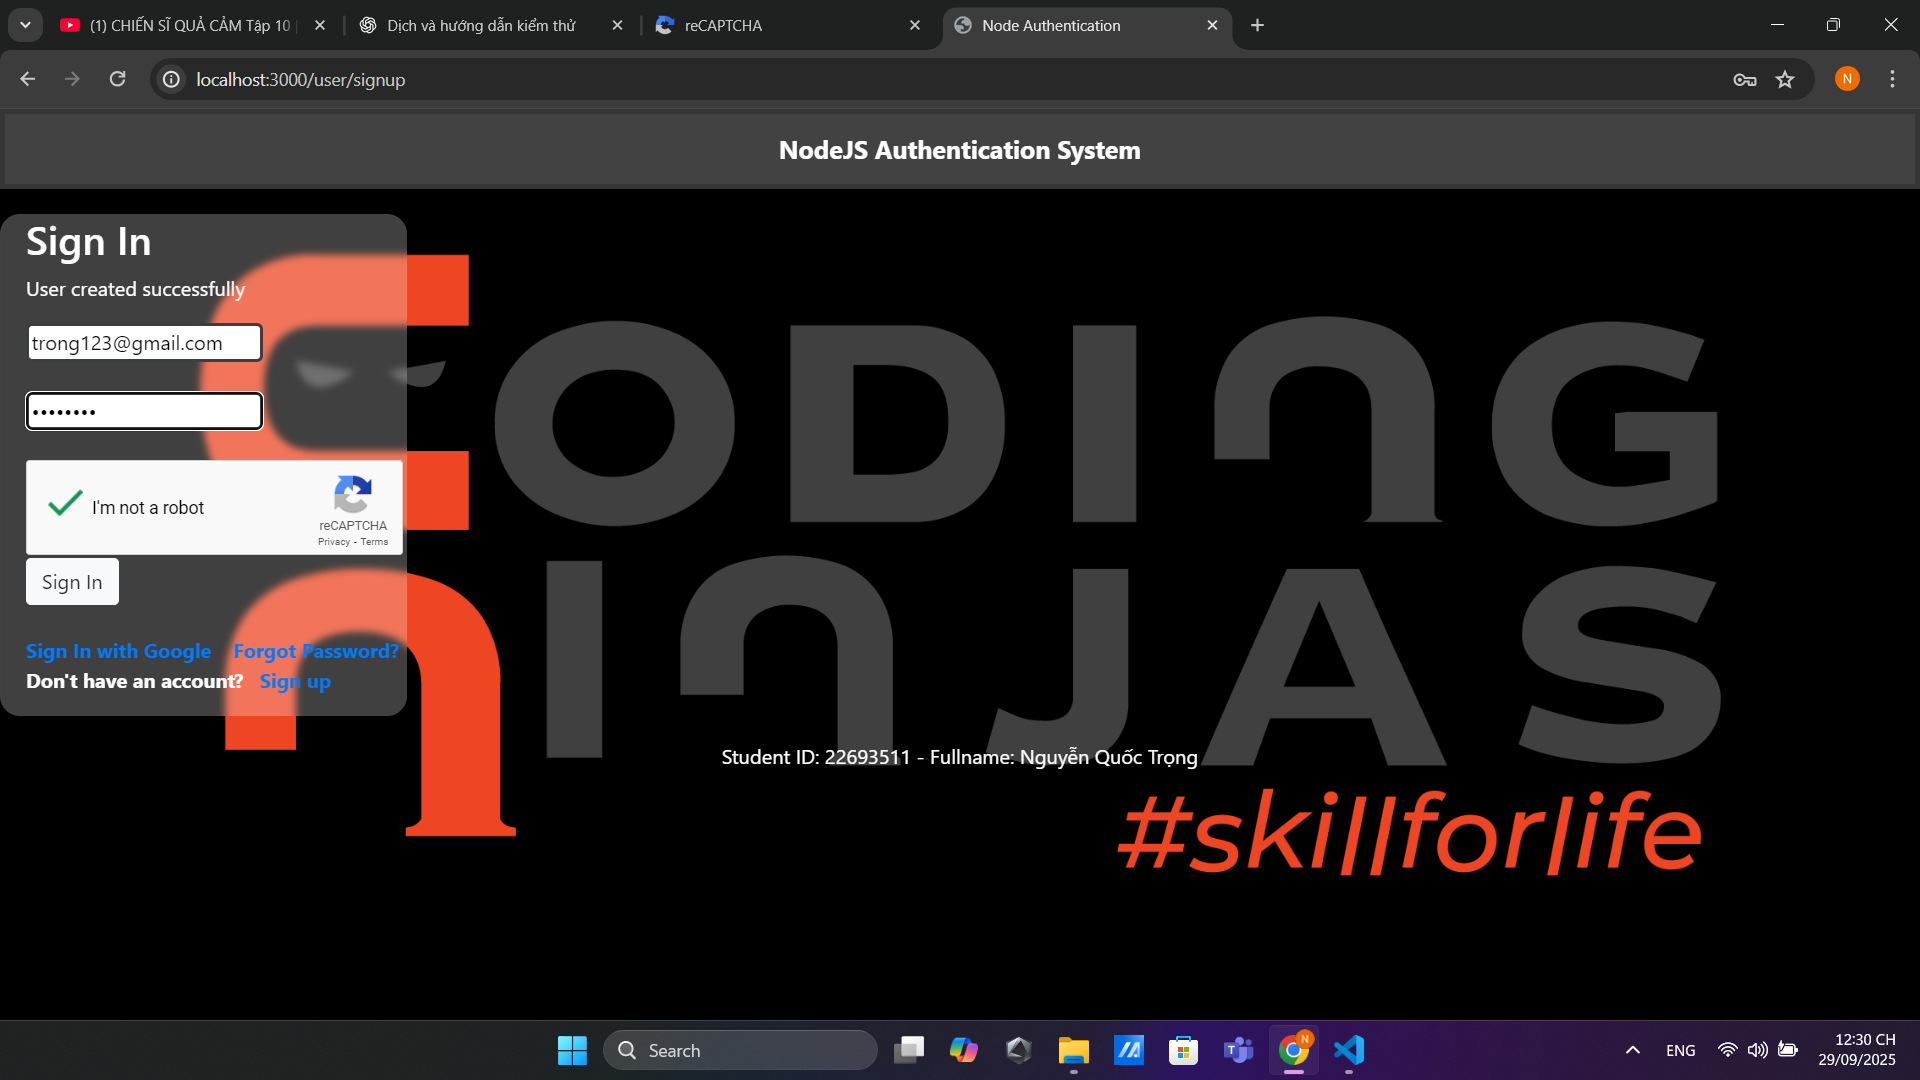 (1) CHIẾN SĨ QUẢ CẢM Tập 10
Dịch và hướng dẫn kiểm thử
reCAPTCHA
Node Authentication
localhost:3000/user/signup
N
NodeJS Authentication System
Sign In
User created successfully
trong123@gmail.com
••••••••
I'm not a robot
reCAPTCHA
Privacy - Terms
Sign In
Sign In with Google Forgot Password?
Don't have an account? Sign up
CODING
NINJAS
Student ID: 22693511 - Fullname: Nguyễn Quốc Trọng
#skillforlife
Search
N
ENG
12:30 CH
29/09/2025